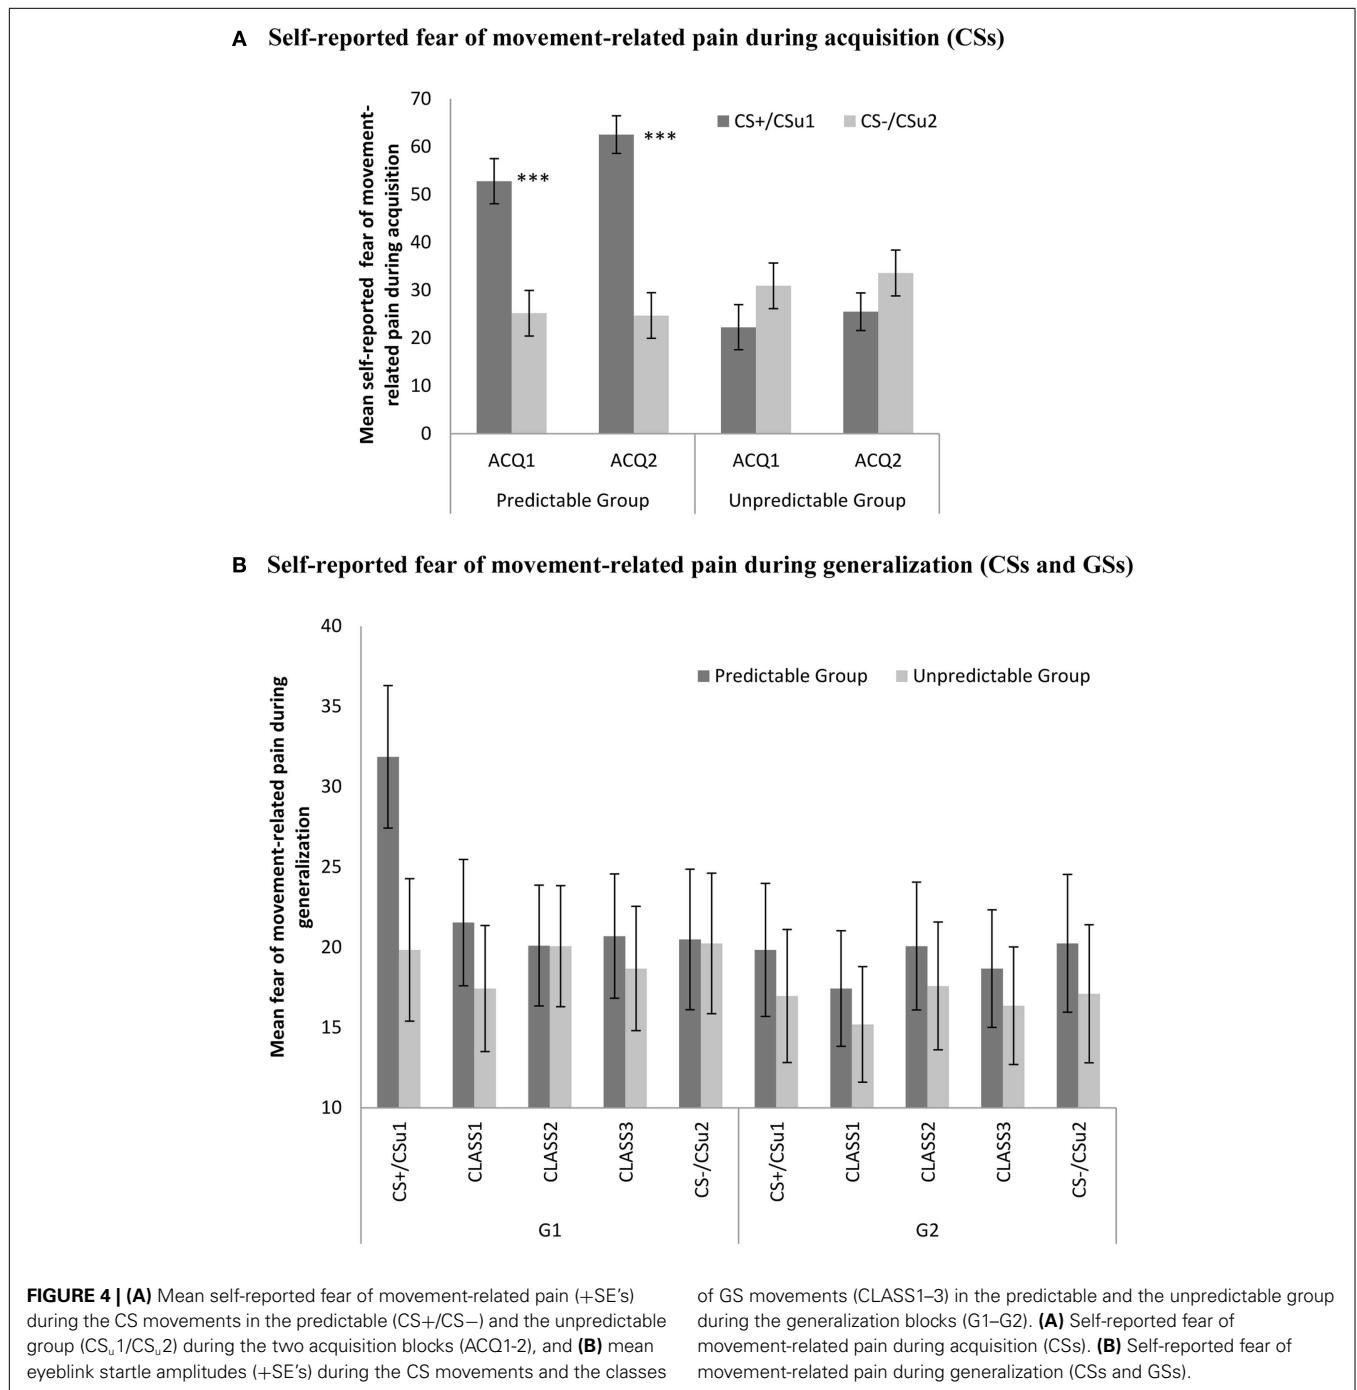 A Self-reported fear of movement-related pain during acquisition (CSs)
Mean self-reported fear of movement-
related pain during acquisition
70
60
50
40
30
20
10
0
CS+/CSu1
CS-/CSu2
***
***
ACQ1
ACQ2
ACQ1
ACQ2
Predictable Group
Unpredictable Group
B Self-reported fear of movement-related pain during generalization (CSs and GSs)
Mean fear of movement-related pain during
generalization
40
35
30
25
20
15
10
Predictable Group
Unpredictable Group
CS+/CSu1
CLASS1
CLASS2
CLASS3
CS-/CSu2
CS+/CSu1
CLASS1
CLASS2
CLASS3
CS-/CSu2
G1
G2
FIGURE 4 | (A) Mean self-reported fear of movement-related pain (+SE's)
during the CS movements in the predictable (CS+/CS−) and the unpredictable
group (CSu1/CSu2) during the two acquisition blocks (ACQ1-2), and (B) mean
eyeblink startle amplitudes (+SE's) during the CS movements and the classes
of GS movements (CLASS1–3) in the predictable and the unpredictable group
during the generalization blocks (G1–G2). (A) Self-reported fear of
movement-related pain during acquisition (CSs). (B) Self-reported fear of
movement-related pain during generalization (CSs and GSs).